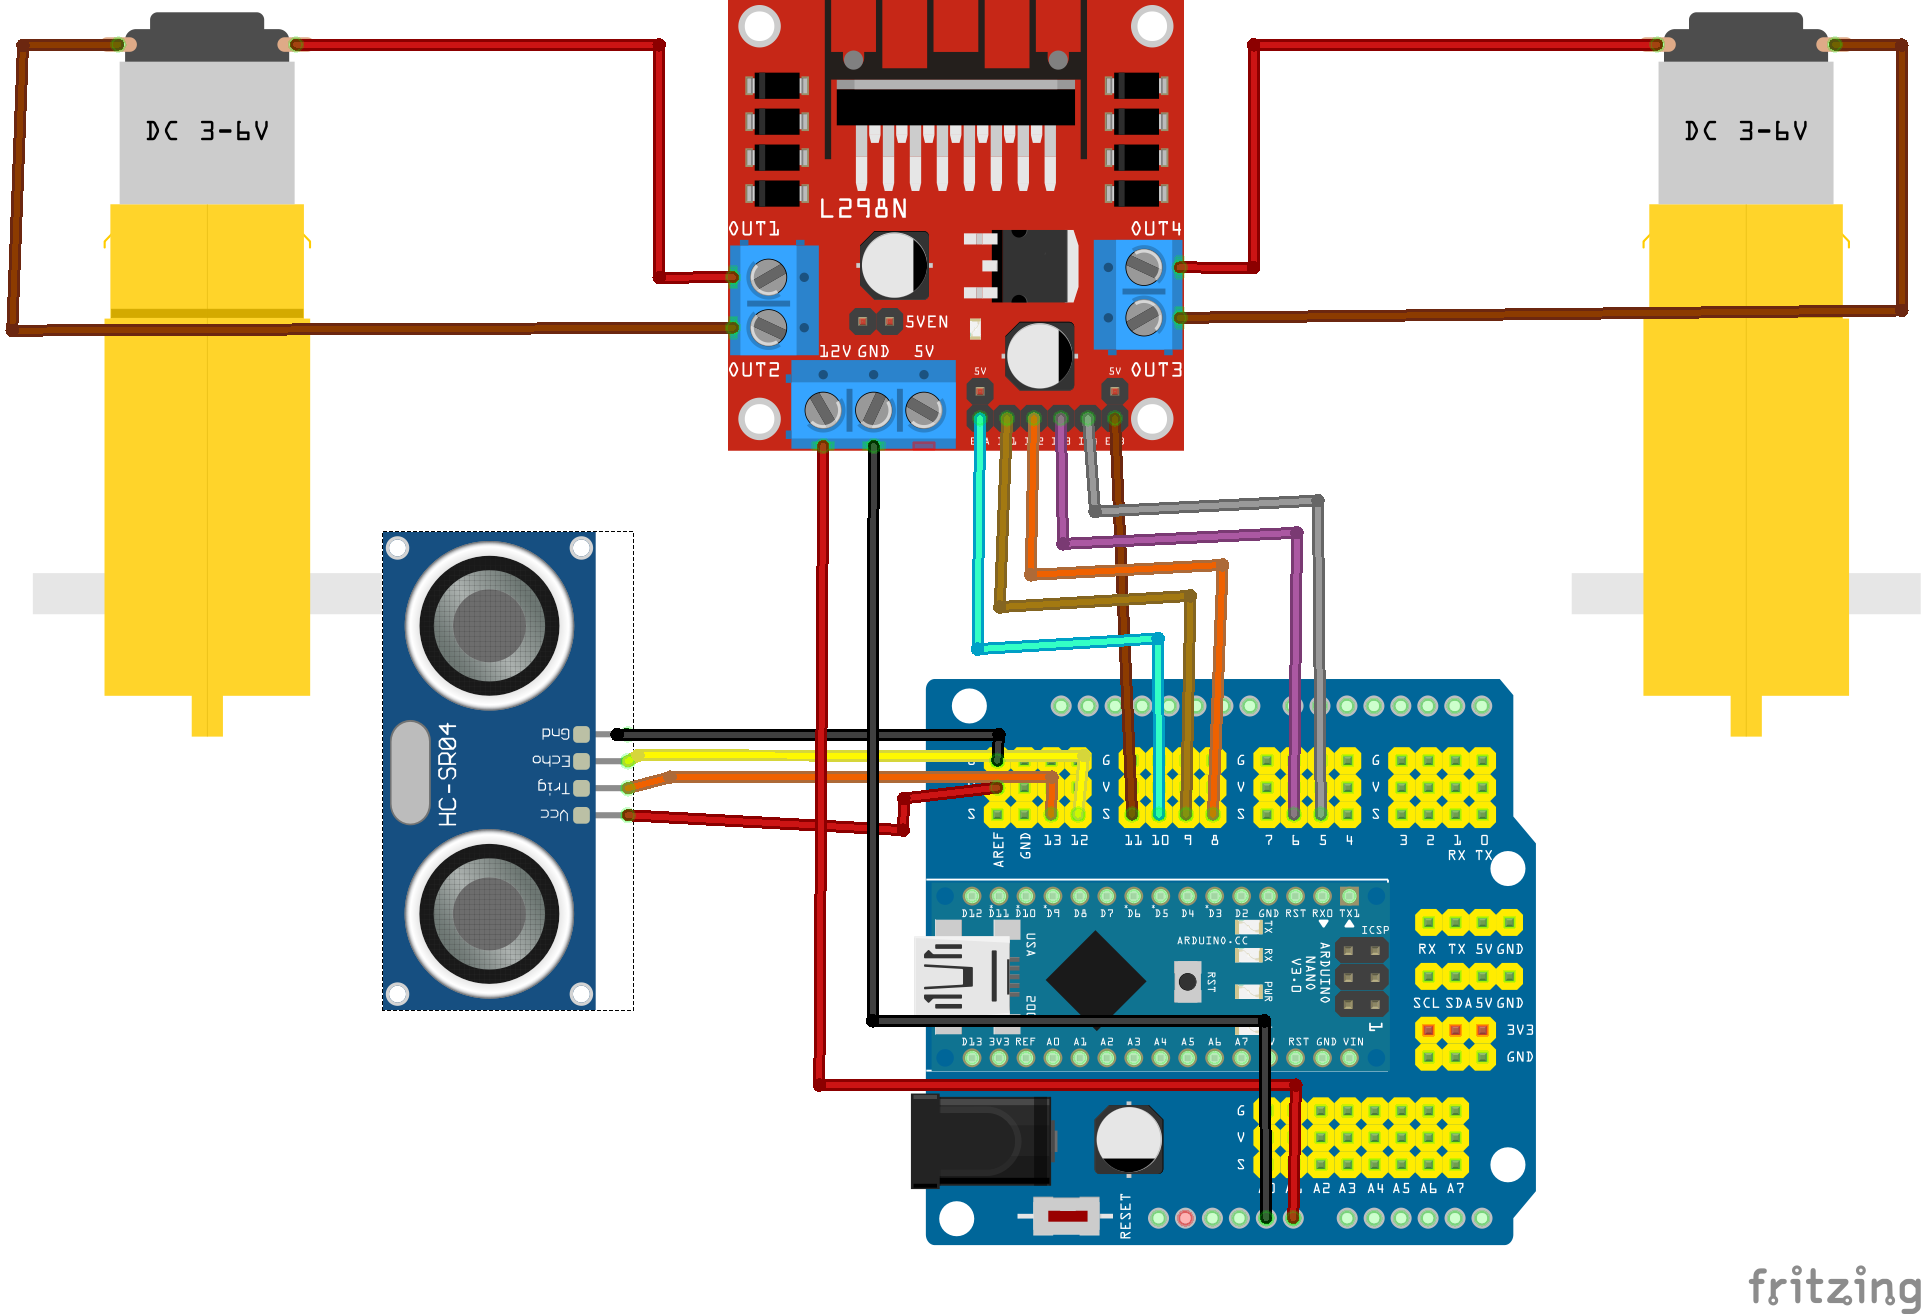 DC 3-6V
DC 3-6V
L298N
OUT1
OUT4
5VEN
12V GND 5V
OUT2
5V
5V
OUT3
Gnd
Echo
Trig
Vcc
HC-SR04
G G G G
V V V
S S S S
AREF GND 13 12 11 10 9 8 7 6 5 4 3 2 1 0
RX TX
D12 D11 D10 D9 D8 D7 D6 D5 D4 D3 D2 GND RST RX0 TX1
USA
TX
RX
PWR
ARDUINO.CC
RST
ARDUINO
NANO
V3.0
ICSP
1
RX TX 5V GND
SCL SDA 5V GND
3V3
GND
D13 3V3 REF A0 A1 A2 A3 A4 A5 A6 A7 RST GND VIN
G
V
S
A2 A3 A4 A5 A6 A7
RESET
fritzing